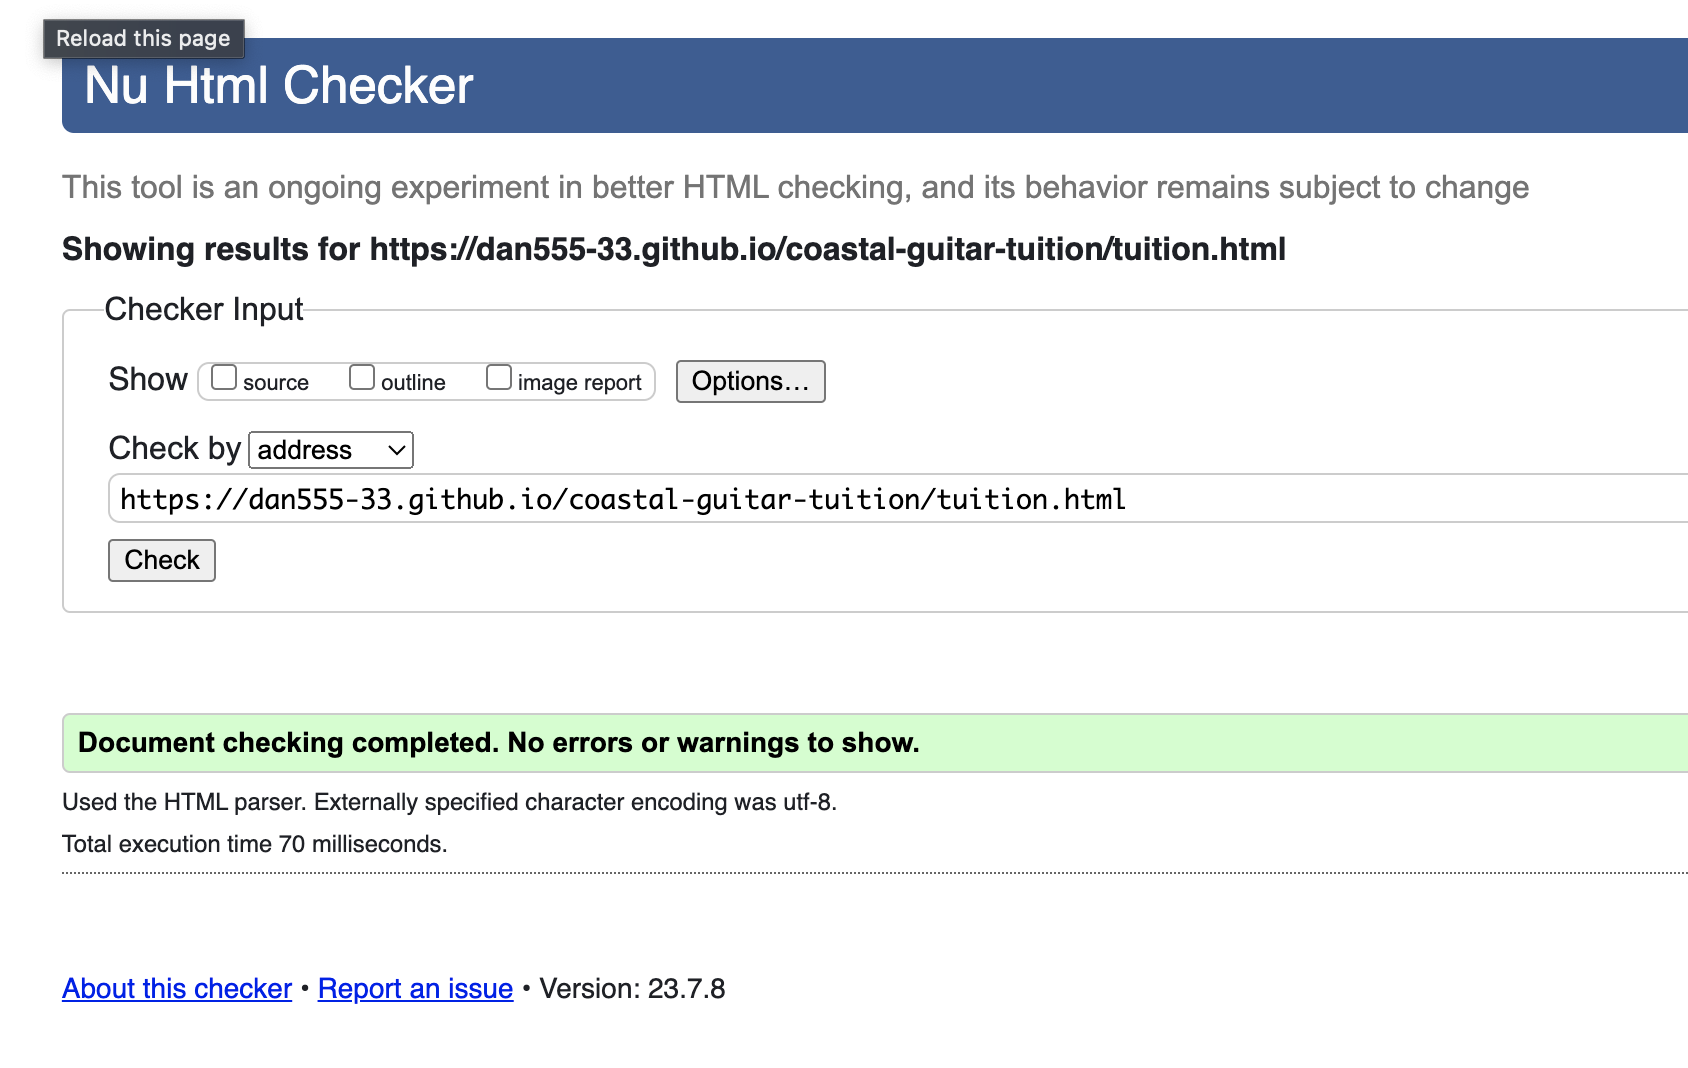 Reload this page
Nu Html Checker
This tool is an ongoing experiment in better HTML checking, and its behavior remains subject to change
Showing results for https://dan555-33.github.io/coastal-guitar-tuition/tuition.html
Checker Input
Show source outline image report Options...
Check by address
https://dan555-33.github.io/coastal-guitar-tuition/tuition.html
Check
Document checking completed. No errors or warnings to show.
Used the HTML parser. Externally specified character encoding was utf-8.
Total execution time 70 milliseconds.
About this checker • Report an issue • Version: 23.7.8